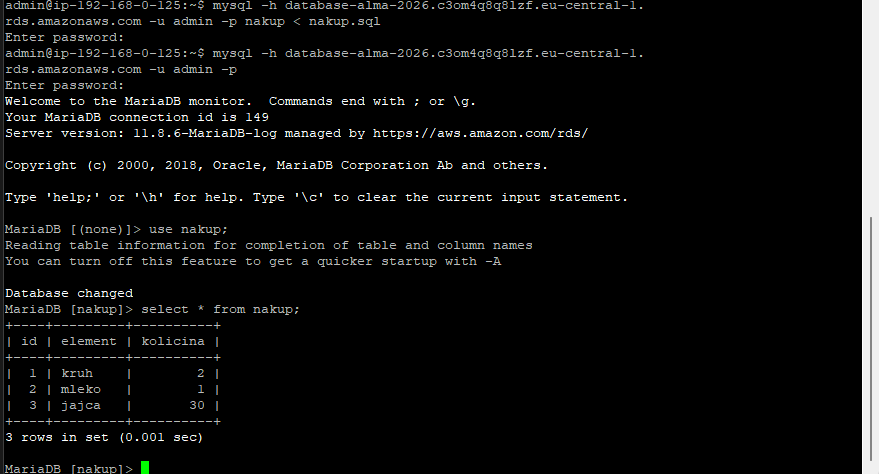 admin@ip-192-168-0-125:~$ mysql -h database-alma-2026.c3om4q8q8lzf.eu-central-1.
rds.amazonaws.com -u admin -p nakup < nakup.sql
Enter password:
admin@ip-192-168-0-125:~$ mysql -h database-alma-2026.c3om4q8q8lzf.eu-central-1.
rds.amazonaws.com -u admin -p
Enter password:
Welcome to the MariaDB monitor.  Commands end with ; or \g.
Your MariaDB connection id is 149
Server version: 11.8.6-MariaDB-log managed by https://aws.amazon.com/rds/

Copyright (c) 2000, 2018, Oracle, MariaDB Corporation Ab and others.

Type 'help;' or '\h' for help. Type '\c' to clear the current input statement.

MariaDB [(none)]> use nakup;
Reading table information for completion of table and column names
You can turn off this feature to get a quicker startup with -A

Database changed
MariaDB [nakup]> select * from nakup;
+----+---------+----------+
| id | element | kolicina |
+----+---------+----------+
|  1 | kruh    |        2 |
|  2 | mleko   |        1 |
|  3 | jajca   |       30 |
+----+---------+----------+
3 rows in set (0.001 sec)

MariaDB [nakup]>